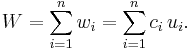 W = \sum_{i=1}^{n} w_i = \sum_{i=1}^{n} c_i u_i.